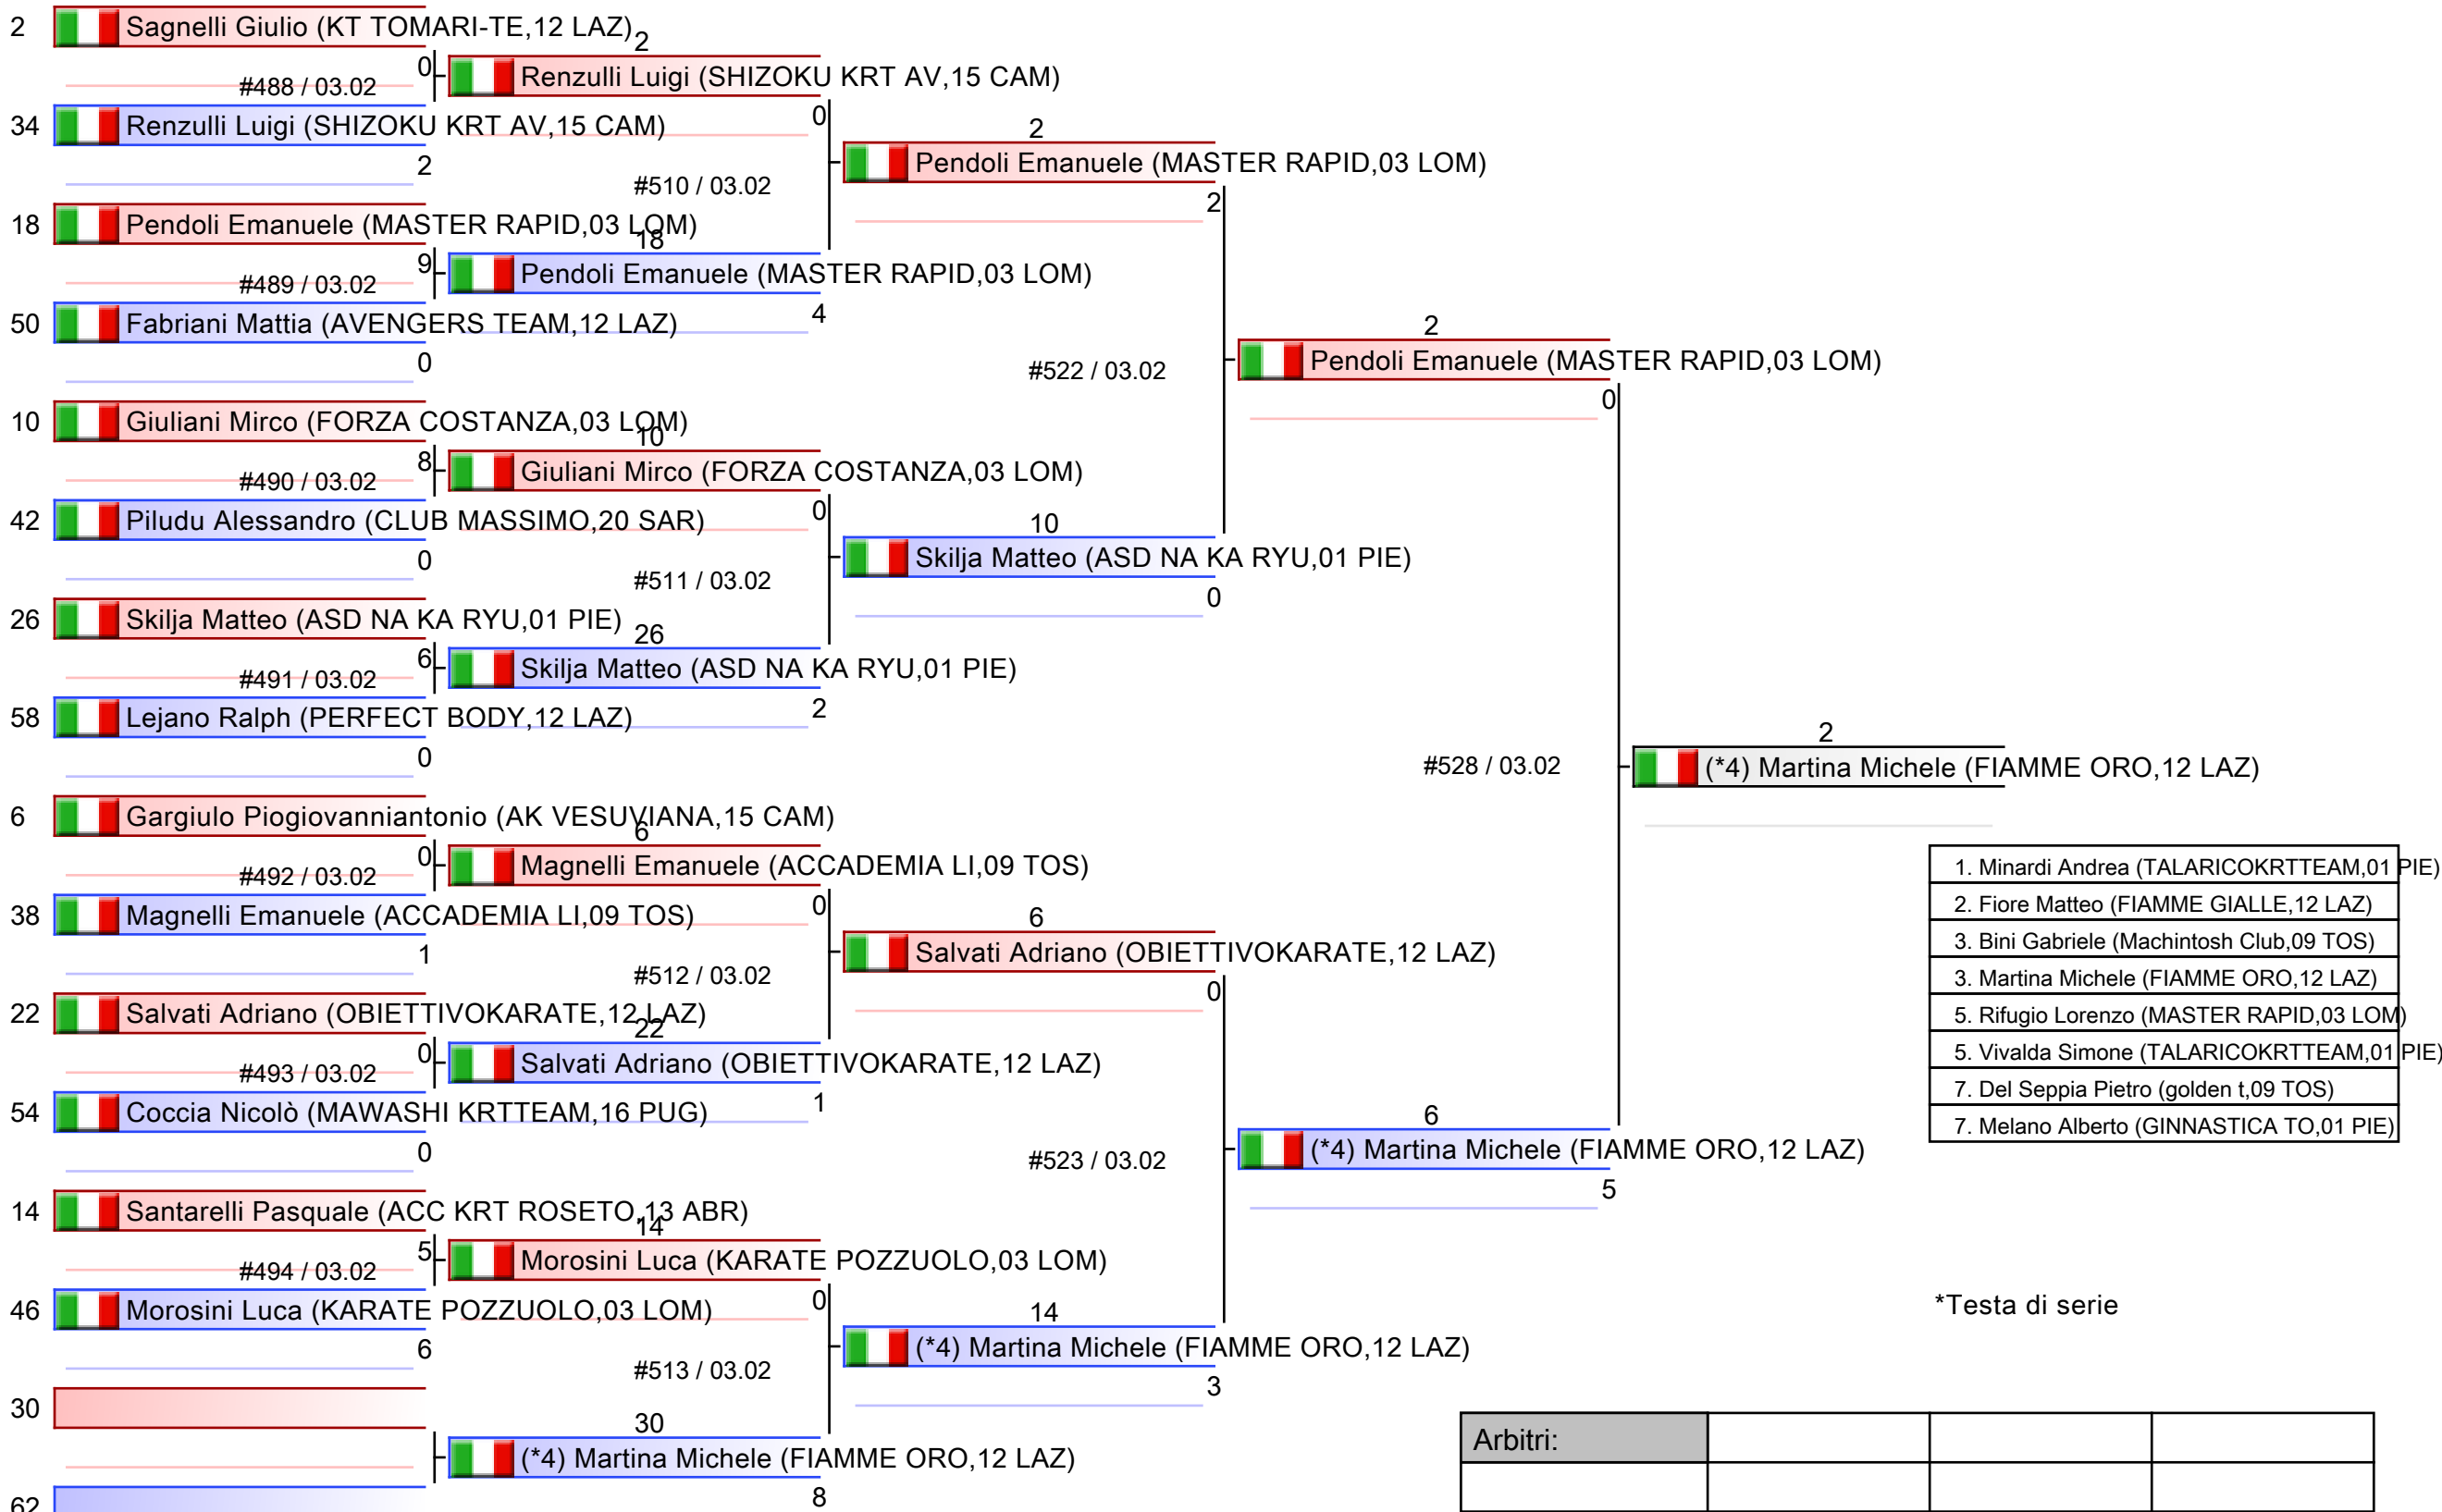 2 Sagnelli Giulio (KT TOMARI-TE,12 LAZ)
2
0 Renzulli Luigi (SHIZOKU KRT AV,15 CAM)
#488 / 03.02
0
34 Renzulli Luigi (SHIZOKU KRT AV,15 CAM)
2
2
Pendoli Emanuele (MASTER RAPID,03 LOM)
#510 / 03.02
2
18 Pendoli Emanuele (MASTER RAPID,03 LOM)
18
9 Pendoli Emanuele (MASTER RAPID,03 LOM)
#489 / 03.02
4
50 Fabriani Mattia (AVENGERS TEAM,12 LAZ)
0
2
Pendoli Emanuele (MASTER RAPID,03 LOM)
#522 / 03.02
0
10 Giuliani Mirco (FORZA COSTANZA,03 LOM)
10
8 Giuliani Mirco (FORZA COSTANZA,03 LOM)
#490 / 03.02
0
42 Piludu Alessandro (CLUB MASSIMO,20 SAR)
0
10
Skilja Matteo (ASD NA KA RYU,01 PIE)
#511 / 03.02
0
26 Skilja Matteo (ASD NA KA RYU,01 PIE)
26
6 Skilja Matteo (ASD NA KA RYU,01 PIE)
#491 / 03.02
2
58 Lejano Ralph (PERFECT BODY,12 LAZ)
0
2
#528 / 03.02
(*4) Martina Michele (FIAMME ORO,12 LAZ)
6 Gargiulo Piogiovanniantonio (AK VESUVIANA,15 CAM)
6
0 Magnelli Emanuele (ACCADEMIA LI,09 TOS)
#492 / 03.02
0
38 Magnelli Emanuele (ACCADEMIA LI,09 TOS)
1
6
Salvati Adriano (OBIETTIVOKARATE,12 LAZ)
#512 / 03.02
0
22 Salvati Adriano (OBIETTIVOKARATE,12 LAZ)
22
0 Salvati Adriano (OBIETTIVOKARATE,12 LAZ)
#493 / 03.02
1
54 Coccia Nicolò (MAWASHI KRTTEAM,16 PUG)
0
6
(*4) Martina Michele (FIAMME ORO,12 LAZ)
#523 / 03.02
5
14 Santarelli Pasquale (ACC KRT ROSETO,13 ABR)
14
5 Morosini Luca (KARATE POZZUOLO,03 LOM)
#494 / 03.02
0
46 Morosini Luca (KARATE POZZUOLO,03 LOM)
6
14
(*4) Martina Michele (FIAMME ORO,12 LAZ)
#513 / 03.02
3
30
30
(*4) Martina Michele (FIAMME ORO,12 LAZ)
8
62
1. Minardi Andrea (TALARICOKRTTEAM,01 PIE)
2. Fiore Matteo (FIAMME GIALLE,12 LAZ)
3. Bini Gabriele (Machintosh Club,09 TOS)
3. Martina Michele (FIAMME ORO,12 LAZ)
5. Rifugio Lorenzo (MASTER RAPID,03 LOM)
5. Vivalda Simone (TALARICOKRTTEAM,01 PIE)
7. Del Seppia Pietro (golden t,09 TOS)
7. Melano Alberto (GINNASTICA TO,01 PIE)
*Testa di serie
Arbitri: